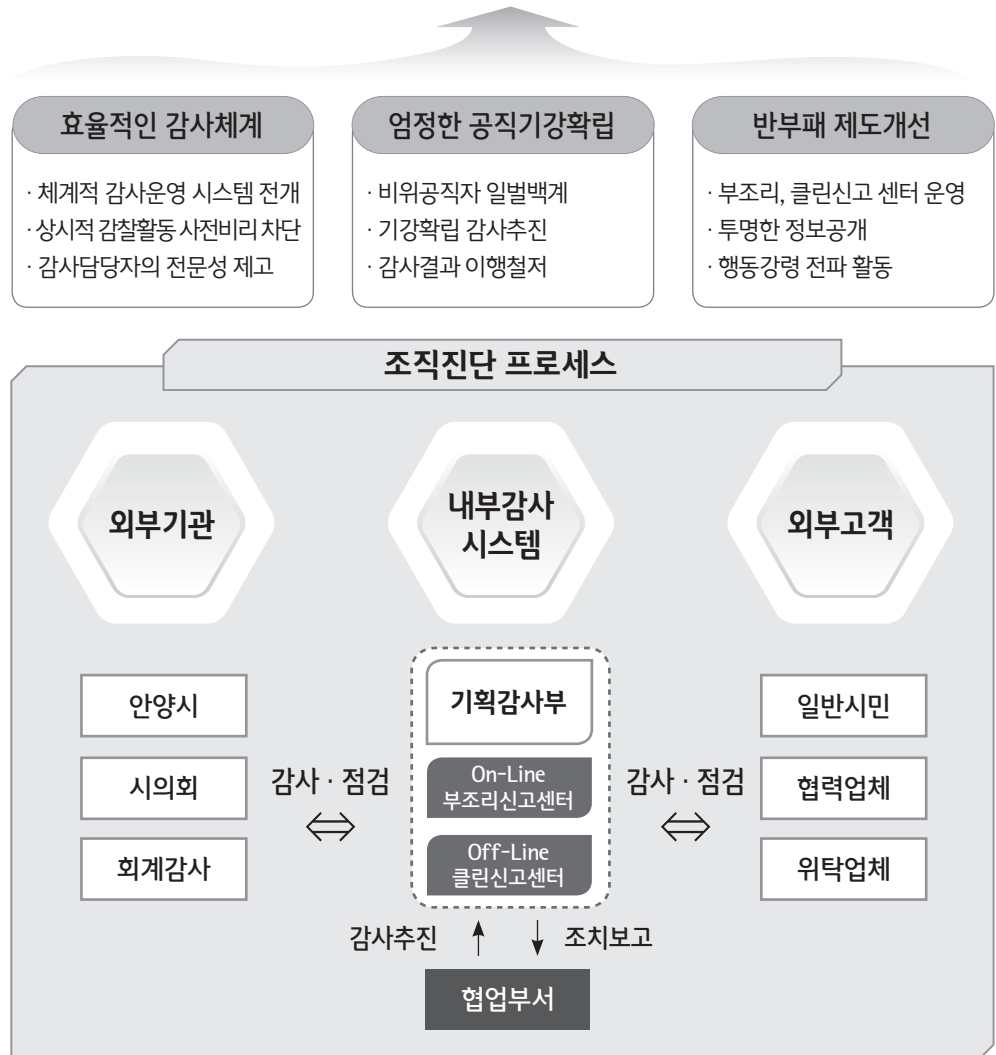 효율적인 감사체계
· 체계적 감사운영 시스템 전개
· 상시적 감찰활동 사전비리 차단
· 감사담당자의 전문성 제고
엄정한 공직기강확립
· 비위공직자 일벌백계
· 기강확립 감사추진
· 감사결과 이행철저
반부패 제도개선
· 부조리, 클린신고 센터 운영
· 투명한 정보공개
· 행동강령 전파 활동
조직진단 프로세스
외부기관
내부감사
시스템
외부고객
안양시
시의회
회계감사
감사 · 점검
기획감사부
On-Line
부조리신고센터
Off-Line
클린신고센터
감사 · 점검
일반시민
협력업체
위탁업체
감사추진
조치보고
협업부서